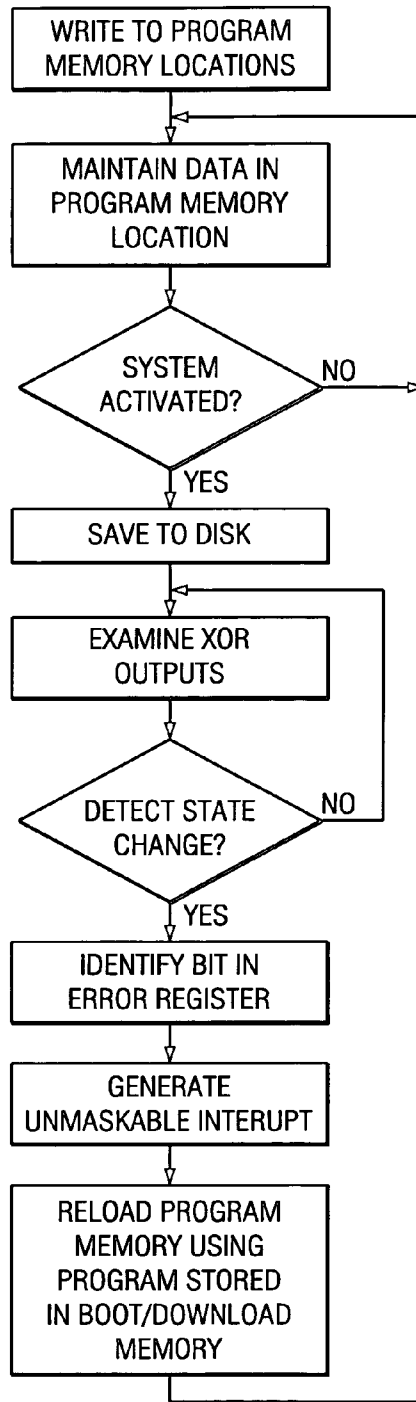 WRITE TO PROGRAM
MEMORY LOCATIONS
MAINTAIN DATA IN
PROGRAM MEMORY
LOCATION
SYSTEM
ACTIVATED?
NO
YES
SAVE TO DISK
EXAMINE XOR
OUTPUTS
DETECT STATE
CHANGE?
NO
YES
IDENTIFY BIT IN
ERROR REGISTER
GENERATE
UNMASKABLE INTERUPT
RELOAD PROGRAM
MEMORY USING
PROGRAM STORED
IN BOOT/DOWNLOAD
MEMORY